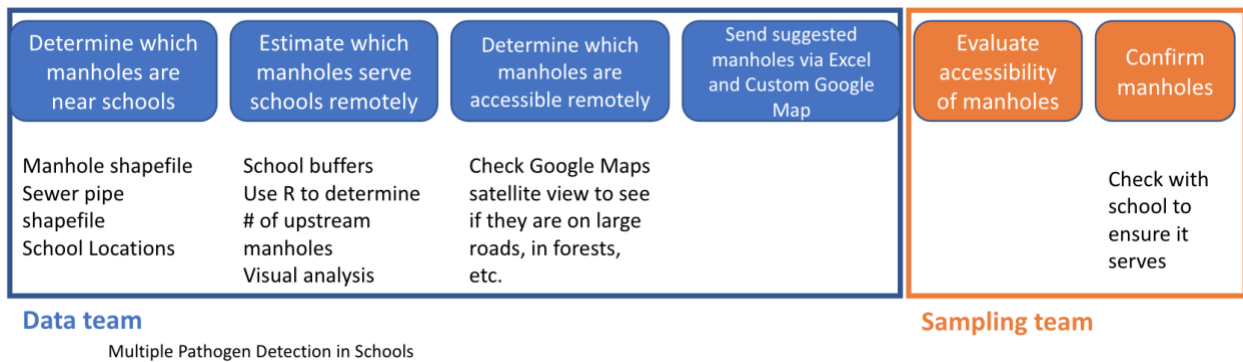 Determine which
manholes are
near schools
Estimate which
manholes serve
schools remotely
Determine which
manholes are
accessible remotely
Send suggested
manholes via Excel
and Custom Google
Map
Evaluate
accessibility
of manholes
Confirm
manholes
Manhole shapefile
Sewer pipe
shapefile
School Locations
School buffers
Use R to determine
# of upstream
manholes
Visual analysis
Check Google Maps
satellite view to see
if they are on large
roads, in forests,
etc.
Check with
school to
ensure it
serves
Data team
Sampling team
Multiple Pathogen Detection in Schools